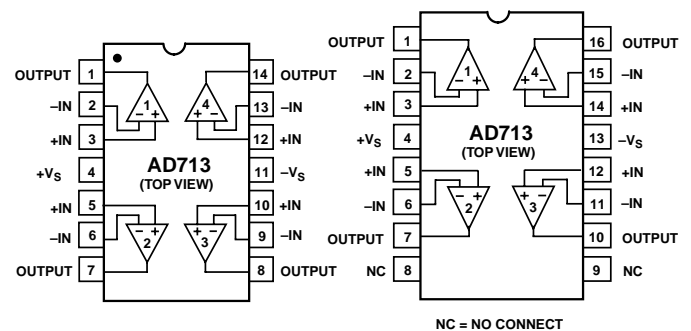 OUTPUT 1 14 OUTPUT
–IN 2 1 4 13 –IN
– + + –
+IN 3 12 +IN
+VS 4 AD713 11 –VS
(TOP VIEW)
+IN 5 10 +IN
– + + –
–IN 6 2 3 9 –IN
OUTPUT 7 8 OUTPUT
OUTPUT 1 16 OUTPUT
–IN 2 1 4 15 –IN
– + + –
+IN 3 14 +IN
+VS 4 AD713 13 –VS
(TOP VIEW)
+IN 5 12 +IN
– + + –
–IN 6 2 3 11 –IN
OUTPUT 7 10 OUTPUT
NC 8 9 NC
NC = NO CONNECT